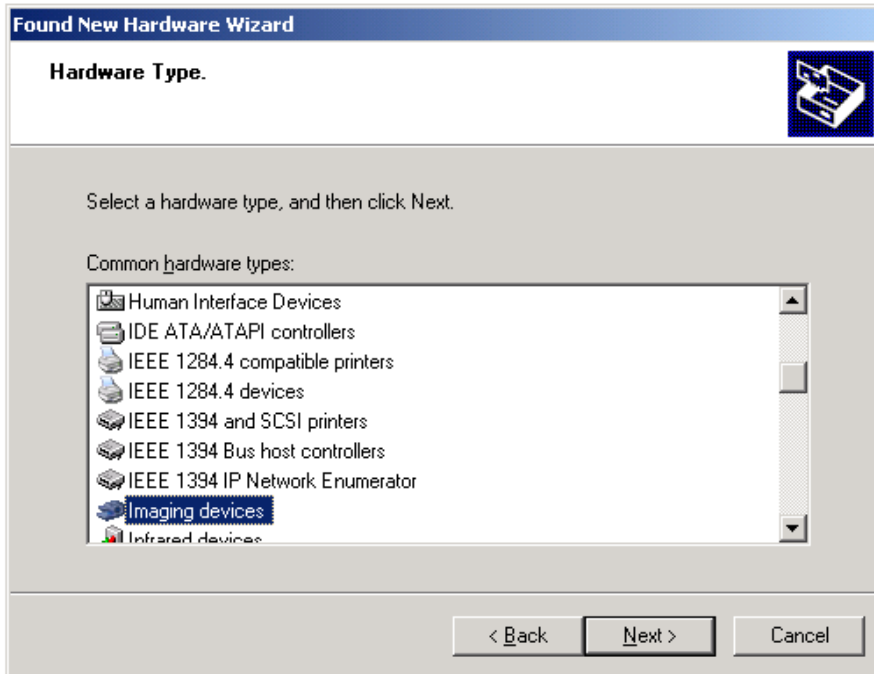 Found New Hardware Wizard
Hardware Type.
Select a hardware type, and then click Next.
Common hardware types:
Human Interface Devices
IDE ATA/ATAPI controllers
IEEE 1284.4 compatible printers
IEEE 1284.4 devices
IEEE 1394 and SCSI printers
IEEE 1394 Bus host controllers
IEEE 1394 IP Network Enumerator
Imaging devices
Infrared devices
< Back Next > Cancel